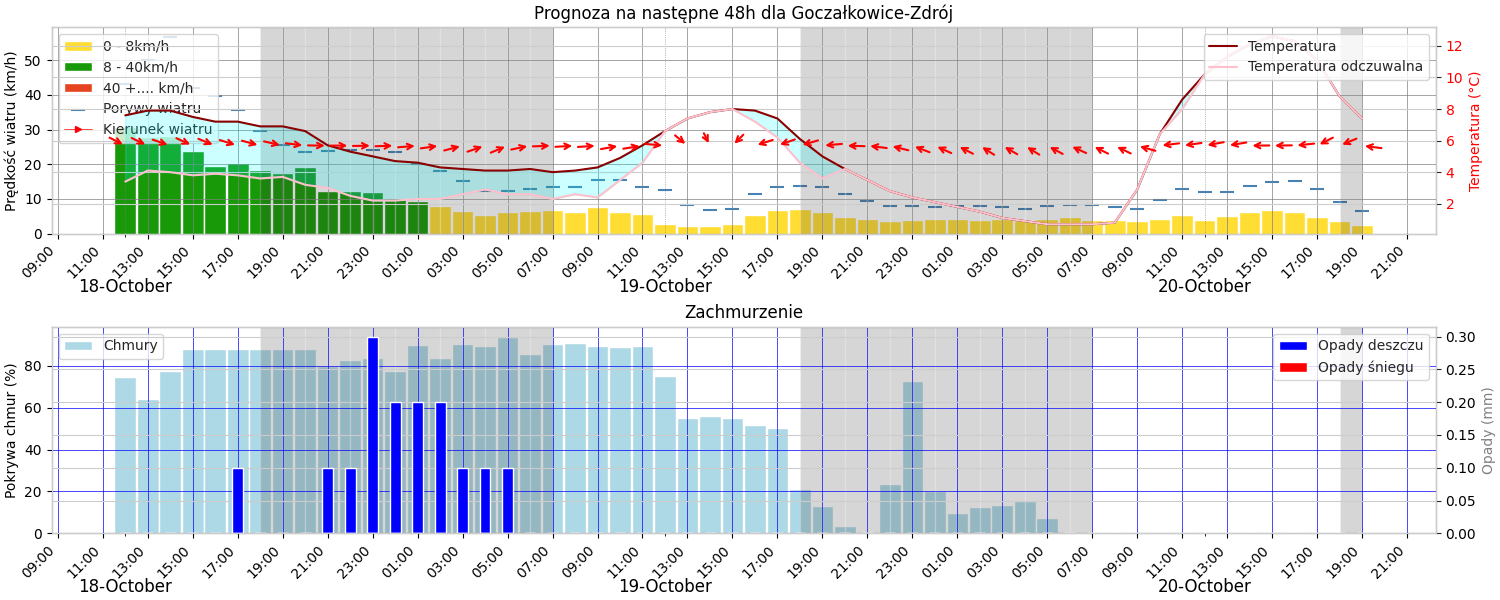 Prognoza na następne 48h dla Goczałkowice-Zdrój
Prędkość wiatru (km/h)
50
40
30
20
10
0
0 - 8km/h
8 - 40km/h
40 +.... km/h
Porywy wiatru
Kierunek wiatru
Temperatura
Temperatura odczuwalna
12
10
8
6
4
2
Temperatura (°C)
09:00 11:00 13:00 15:00 17:00 19:00 21:00 23:00 01:00 03:00 05:00 07:00 09:00 11:00 13:00 15:00 17:00 19:00 21:00 23:00 01:00 03:00 05:00 07:00 09:00 11:00 13:00 15:00 17:00 19:00 21:00
18-October 19-October 20-October
Zachmurzenie
Pokrywa chmur (%)
80
60
40
20
0
Chmury
Opady deszczu
Opady śniegu
0.30
0.25
0.20
0.15
0.10
0.05
0.00
Opady (mm)
09:00 11:00 13:00 15:00 17:00 19:00 21:00 23:00 01:00 03:00 05:00 07:00 09:00 11:00 13:00 15:00 17:00 19:00 21:00 23:00 01:00 03:00 05:00 07:00 09:00 11:00 13:00 15:00 17:00 19:00 21:00
18-October 19-October 20-October